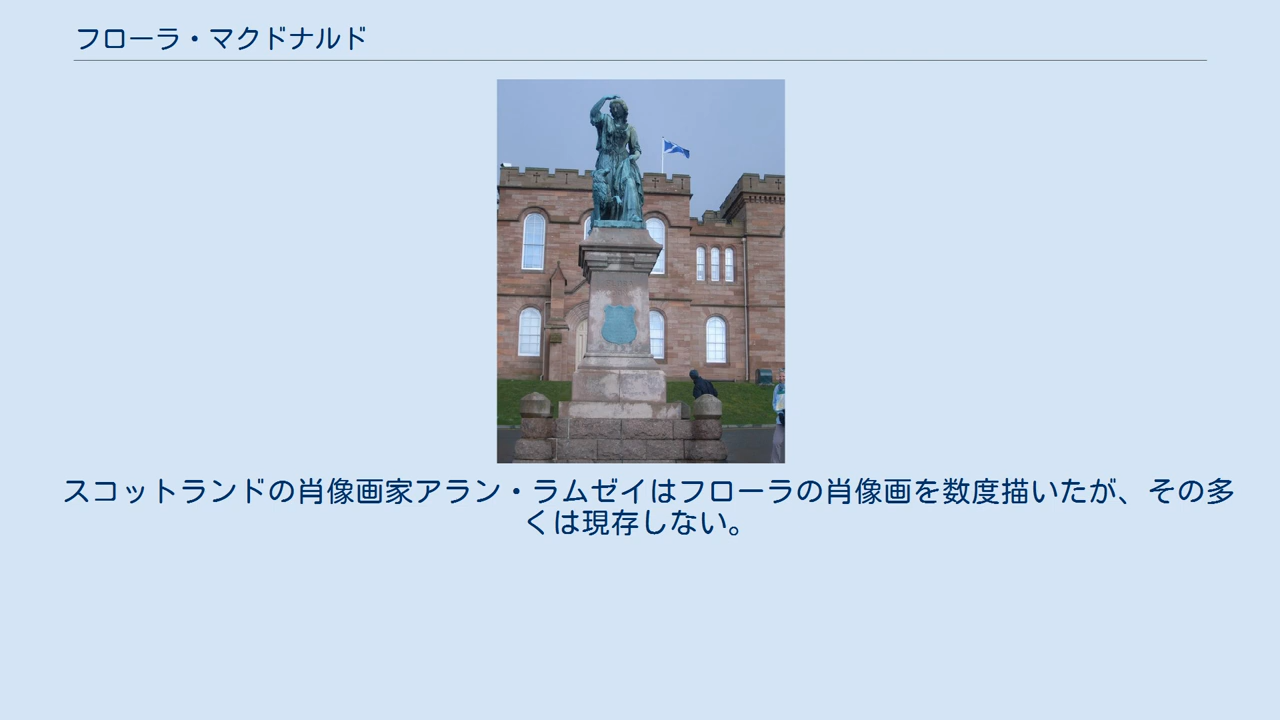 フローラ・マクドナルド
スコットランドの肖像画家アラン・ラムゼイはフローラの肖像画を数度描いたが、その多
くは現存しない。